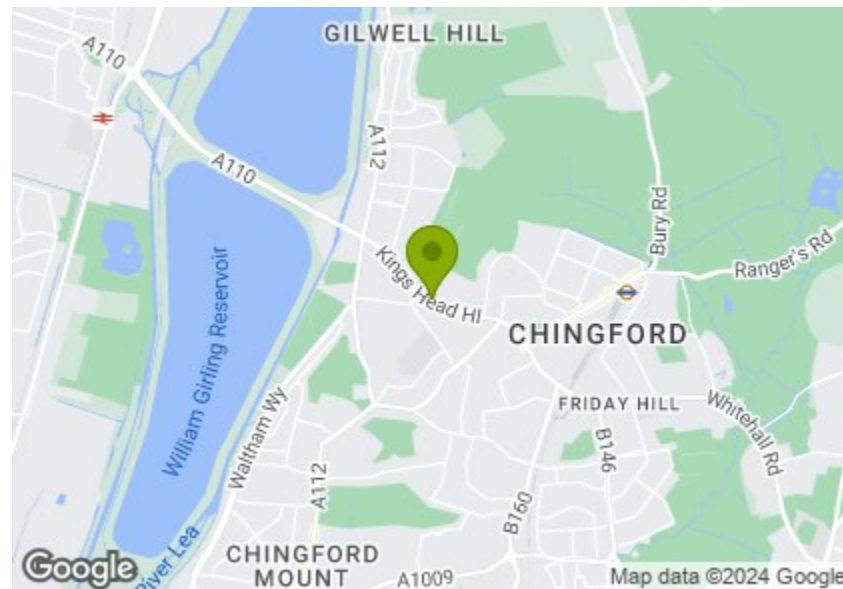 GILWELL HILL
A110
A112
A110
Bury Rd
Ranger's Rd
Kings Head Hl
CHINGFORD
William Girling Reservoir
FRIDAY HILL
Whitehall Rd
Waltham Wy
B146
A112
B160
River Lea
CHINGFORD
MOUNT
A1009
Google
Map data ©2024 Google